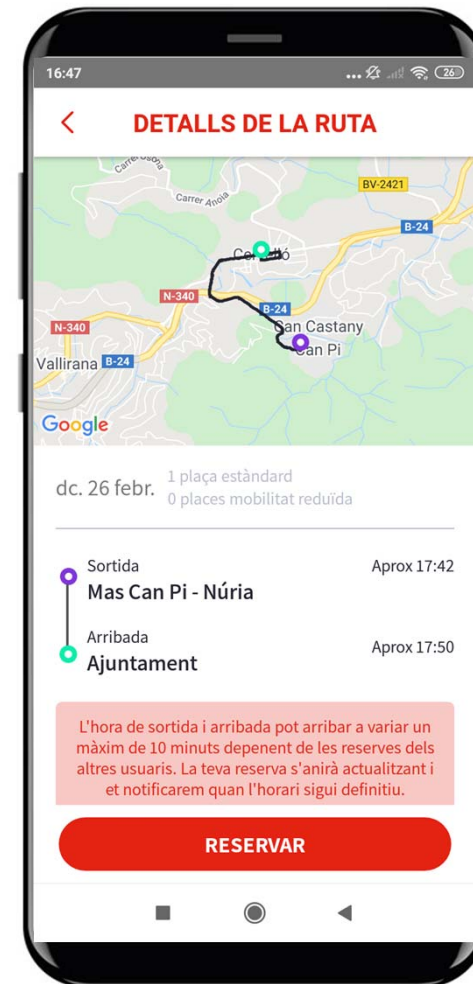 16:47
26
DETALLS DE LA RUTA
Carrer Anoia
BV-2421
B-24
N-340
B-24
Can Pi
N-340
Vallirana B-24
Google
dc. 26 febr.
1 plaça estàndard
0 places mobilitat reduïda
Sortida
Aprox 17:42
Mas Can Pi - Núria
Arribada
Aprox 17:50
Ajuntament
L'hora de sortida i arribada pot arribar a variar un
màxim de 10 minuts depenent de les reserves dels
altres usuaris. La teva reserva s'anirà actualitzant i
et notificarem quan l'horari sigui definitiu.
RESERVAR